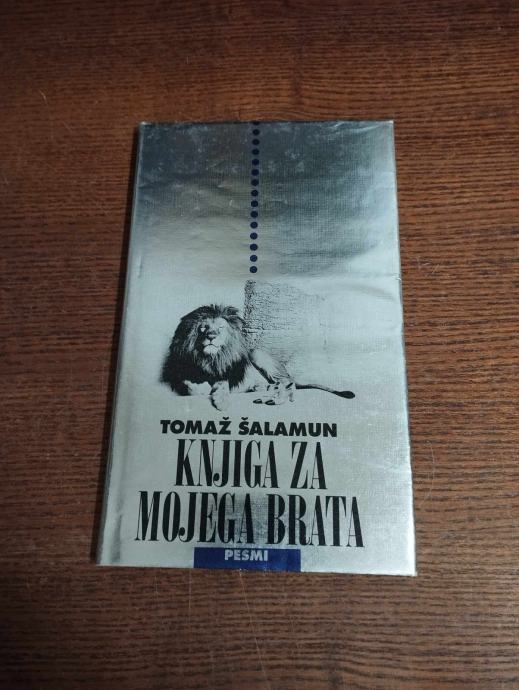 TOMAŽ ŠALAMUN
KNJIGA ZA
MOJEGA BRATA
PESMI